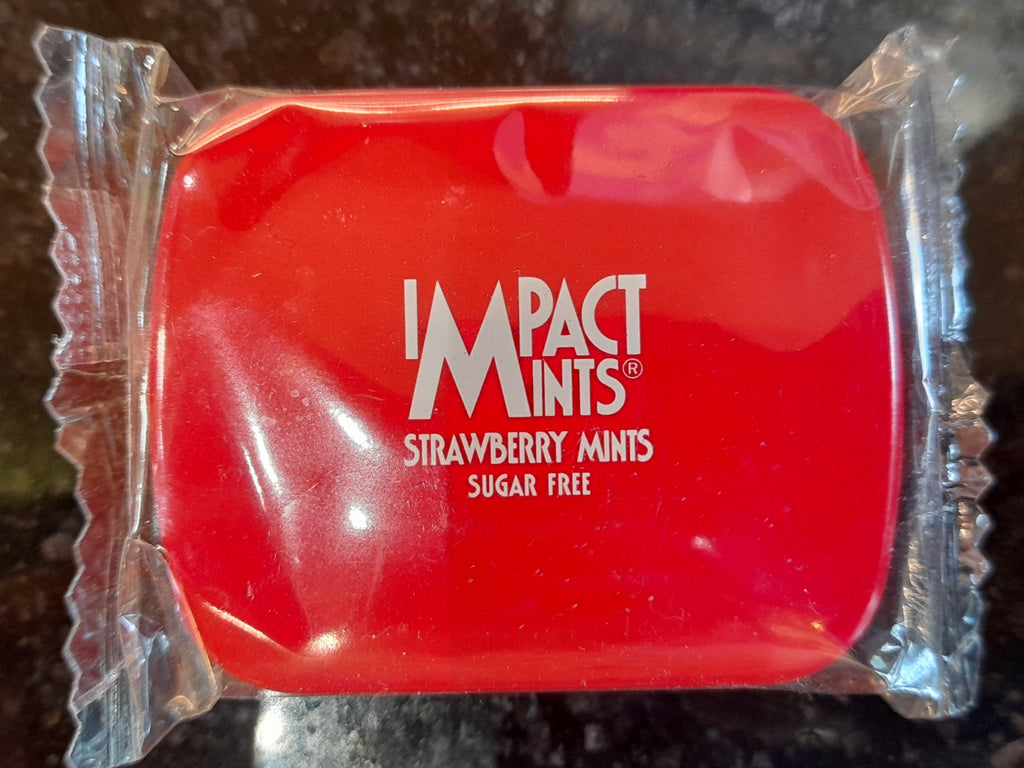 IMPACT
MINTS®
STRAWBERRY MINTS
SUGAR FREE